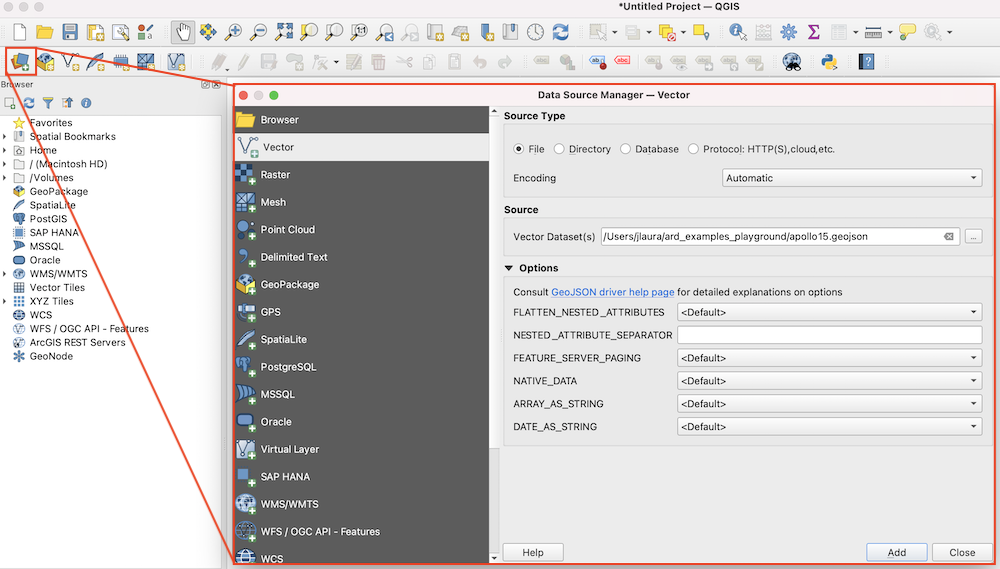 *Untitled Project — QGIS
Browser
Favorites
Spatial Bookmarks
Home
/ (Macintosh HD)
/Volumes
GeoPackage
SpatiaLite
PostGIS
SAP HANA
MSSQL
Oracle
WMS/WMTS
Vector Tiles
XYZ Tiles
WCS
WFS / OGC API - Features
ArcGIS REST Servers
GeoNode
Data Source Manager — Vector
Browser
Vector
Raster
Mesh
Point Cloud
Delimited Text
GeoPackage
GPS
SpatiaLite
PostgreSQL
MSSQL
Oracle
Virtual Layer
SAP HANA
WMS/WMTS
WFS / OGC API - Features
WCS
Source Type
File Directory Database Protocol: HTTP(S),cloud,etc.
Encoding Automatic
Source
Vector Dataset(s) /Users/jlaura/ard_examples_playground/apollo15.geojson ...
Options
Consult GeoJSON driver help page for detailed explanations on options
FLATTEN_NESTED_ATTRIBUTES <Default>
NESTED_ATTRIBUTE_SEPARATOR
FEATURE_SERVER_PAGING <Default>
NATIVE_DATA <Default>
ARRAY_AS_STRING <Default>
DATE_AS_STRING <Default>
Help Add Close